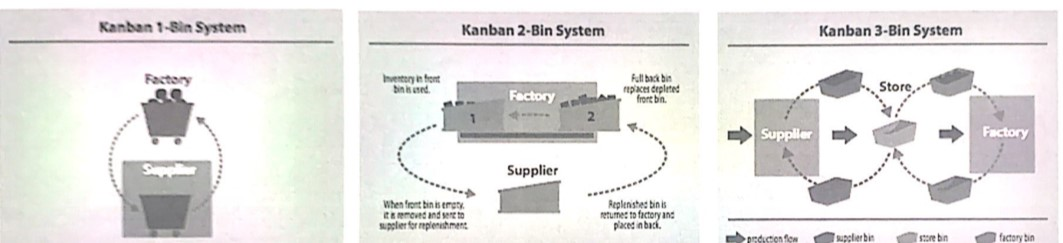 Kanban 1-Bin System
Factory
Supplier
Kanban 2-Bin System
Inventory in front
bin is used.
Factory
1
2
Full back bin
replaces depleted
front bin.
Supplier
When front bin is empty,
it is removed and sent to
supplier for replenishment.
Replenished bin is
returned to factory and
placed in back.
Kanban 3-Bin System
Store
Supplier
Factory
production flow
supplier bin
store bin
factory bin